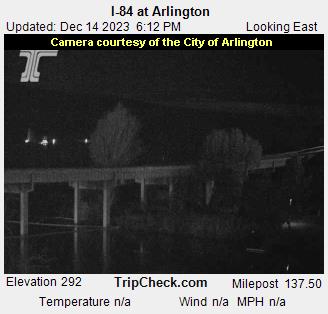 I-84 at Arlington
Updated: Dec 14 2023 6:12 PM Looking East
Camera courtesy of the City of Arlington
Elevation 292 TripCheck.com Milepost 137.50
Temperature n/a Wind n/a MPH n/a